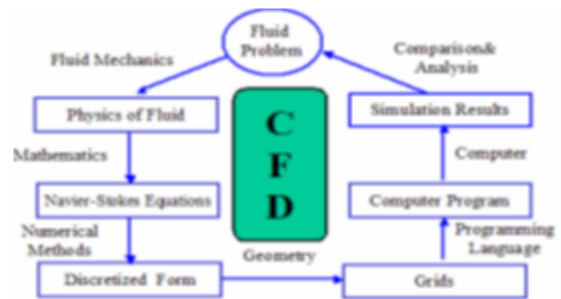 Fluid
Problem
Fluid Mechanics
Comparison&
Analysis
Physics of Fluid
Simulation Results
C
F
D
Mathematics
Computer
Navier-Stokes Equations
Computer Program
Numerical
Methods
Programming
Language
Geometry
Discretized Form
Grids